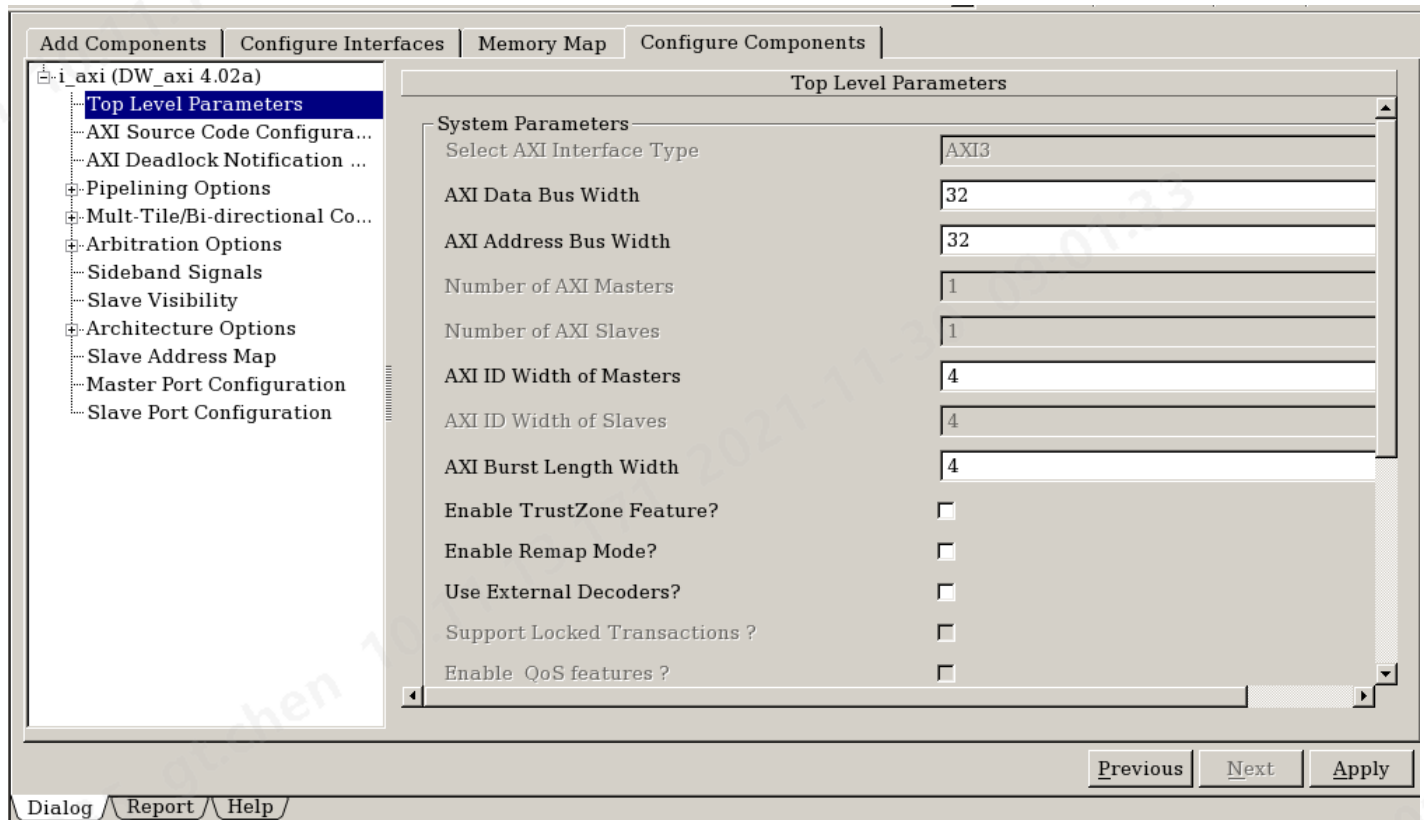 Add Components
Configure Interfaces
Memory Map
Configure Components
i_axi (DW_axi 4.02a)
Top Level Parameters
AXI Source Code Configura...
AXI Deadlock Notification ...
Pipelining Options
Mult-Tile/Bi-directional Co...
Arbitration Options
Sideband Signals
Slave Visibility
Architecture Options
Slave Address Map
Master Port Configuration
Slave Port Configuration
Top Level Parameters
System Parameters
Select AXI Interface Type AXI3
AXI Data Bus Width 32
AXI Address Bus Width 32
Number of AXI Masters 1
Number of AXI Slaves 1
AXI ID Width of Masters 4
AXI ID Width of Slaves 4
AXI Burst Length Width 4
Enable TrustZone Feature?
Enable Remap Mode?
Use External Decoders?
Support Locked Transactions ?
Enable QoS features ?
Previous
Next
Apply
Dialog
Report
Help